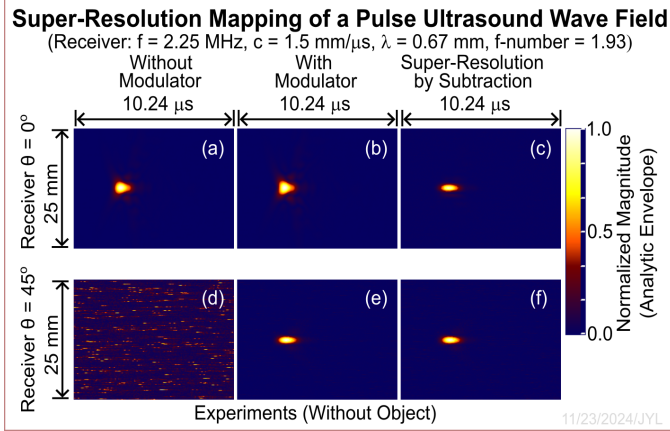 Super-Resolution Mapping of a Pulse Ultrasound Wave Field
(Receiver: f = 2.25 MHz, c = 1.5 mm/μs, λ = 0.67 mm, f-number = 1.93)
Without
Modulator
10.24 μs
With
Modulator
10.24 μs
Super-Resolution
by Subtraction
10.24 μs
Receiver θ = 0°
25 mm
(a)
(b)
(c)
Receiver θ = 45°
25 mm
(d)
(e)
(f)
1.0
0.5
0.0
Normalized Magnitude
(Analytic Envelope)
Experiments (Without Object)
11/23/2024/JYL